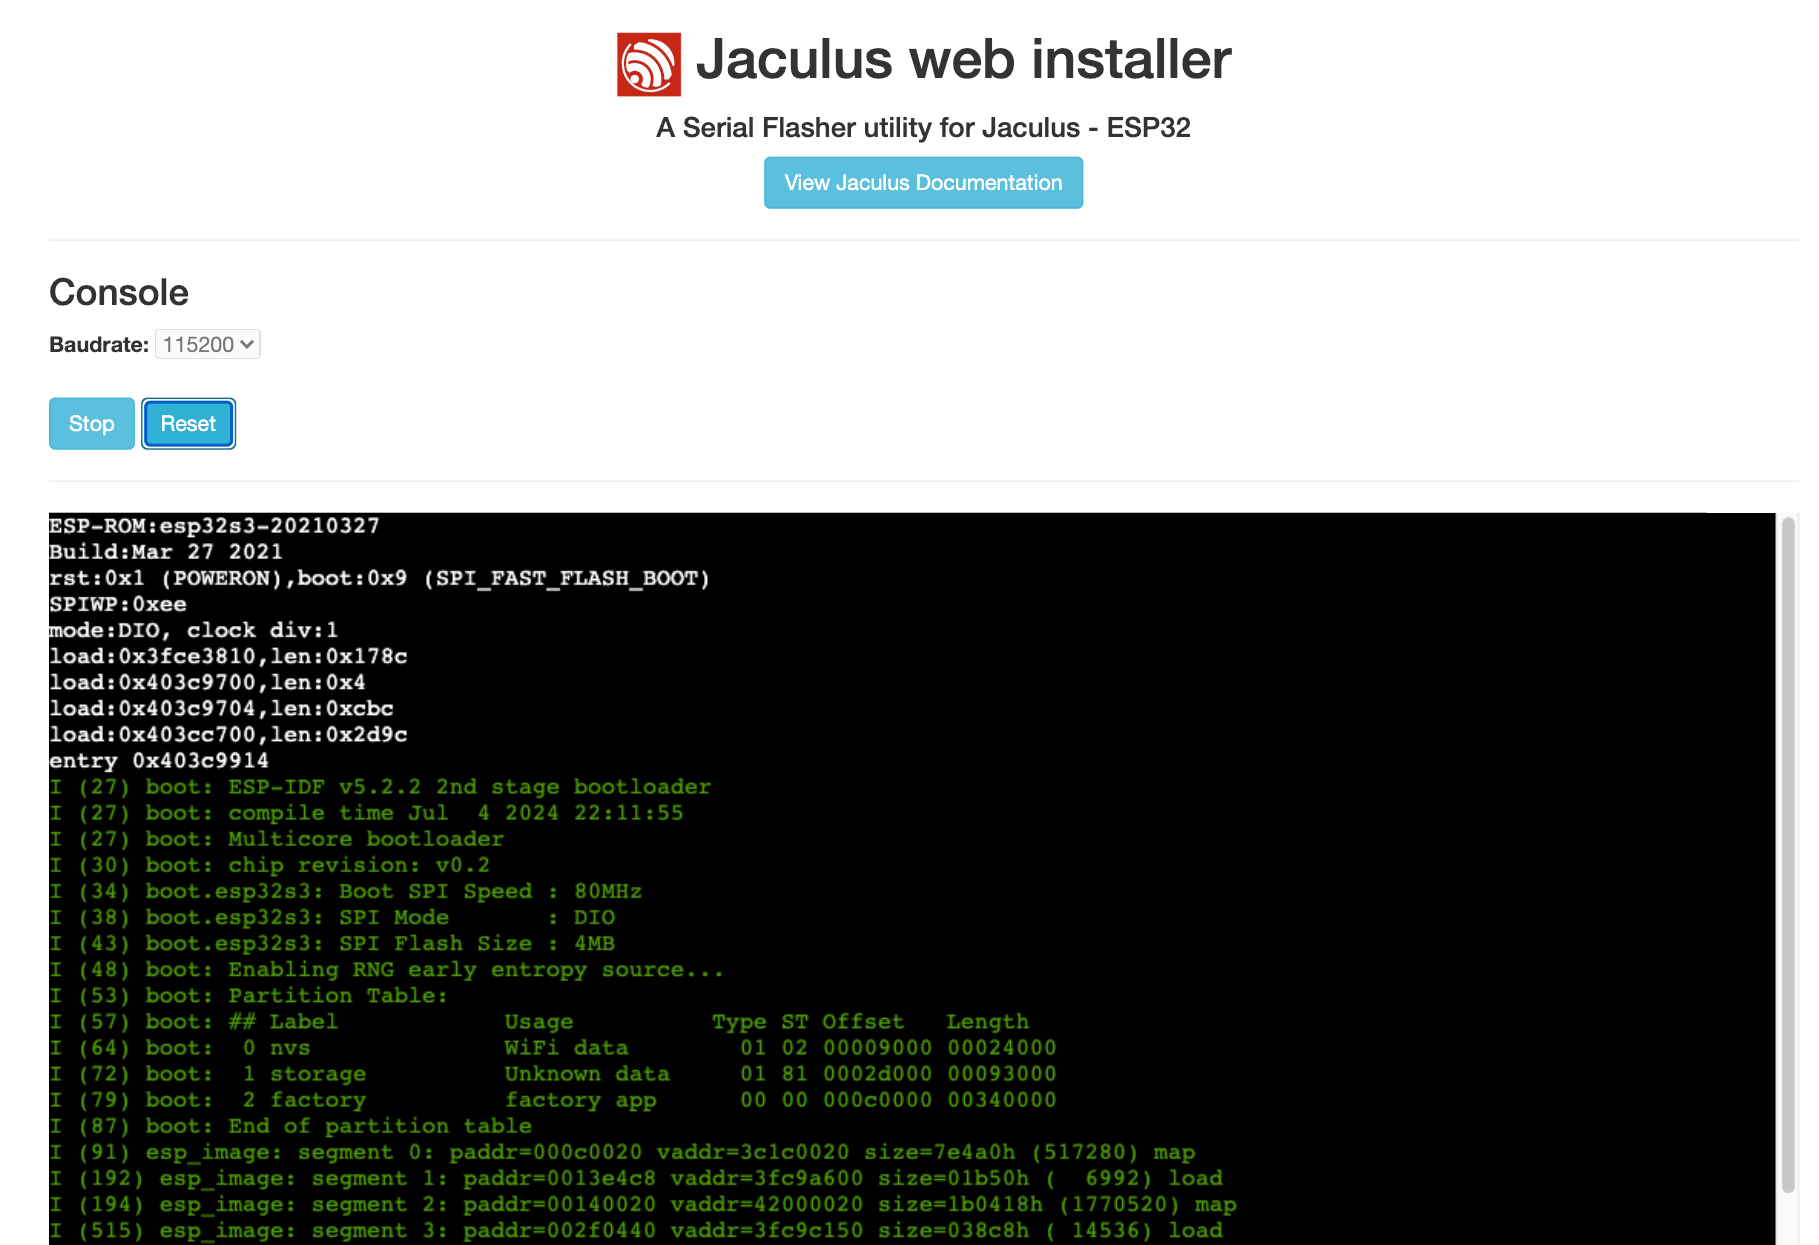 Jaculus web installer
A Serial Flasher utility for Jaculus - ESP32
View Jaculus Documentation
Console
Baudrate: 115200
Stop Reset
ESP-ROM:esp32s3-20210327
Build:Mar 27 2021
rst:0x1 (POWERON),boot:0x9 (SPI_FAST_FLASH_BOOT)
SPIWP:0xee
mode:DIO, clock div:1
load:0x3fce3810,len:0x178c
load:0x403c9700,len:0x4
load:0x403c9704,len:0xcbc
load:0x403cc700,len:0x2d9c
entry 0x403c9914
I (27) boot: ESP-IDF v5.2.2 2nd stage bootloader
I (27) boot: compile time Jul  4 2024 22:11:55
I (27) boot: Multicore bootloader
I (30) boot: chip revision: v0.2
I (34) boot.esp32s3: Boot SPI Speed : 80MHz
I (38) boot.esp32s3: SPI Mode       : DIO
I (43) boot.esp32s3: SPI Flash Size : 4MB
I (48) boot: Enabling RNG early entropy source...
I (53) boot: Partition Table:
I (57) boot: ## Label            Usage          Type ST Offset   Length
I (64) boot:  0 nvs              WiFi data        01 02 00009000 00024000
I (72) boot:  1 storage          Unknown data     01 81 0002d000 00093000
I (79) boot:  2 factory          factory app      00 00 000c0000 00340000
I (87) boot: End of partition table
I (91) esp_image: segment 0: paddr=000c0020 vaddr=3c1c0020 size=7e4a0h (517280) map
I (192) esp_image: segment 1: paddr=0013e4c8 vaddr=3fc9a600 size=01b50h (  6992) load
I (194) esp_image: segment 2: paddr=00140020 vaddr=42000020 size=1b0418h (1770520) map
I (515) esp_image: segment 3: paddr=002f0440 vaddr=3fc9c150 size=038c8h ( 14536) load